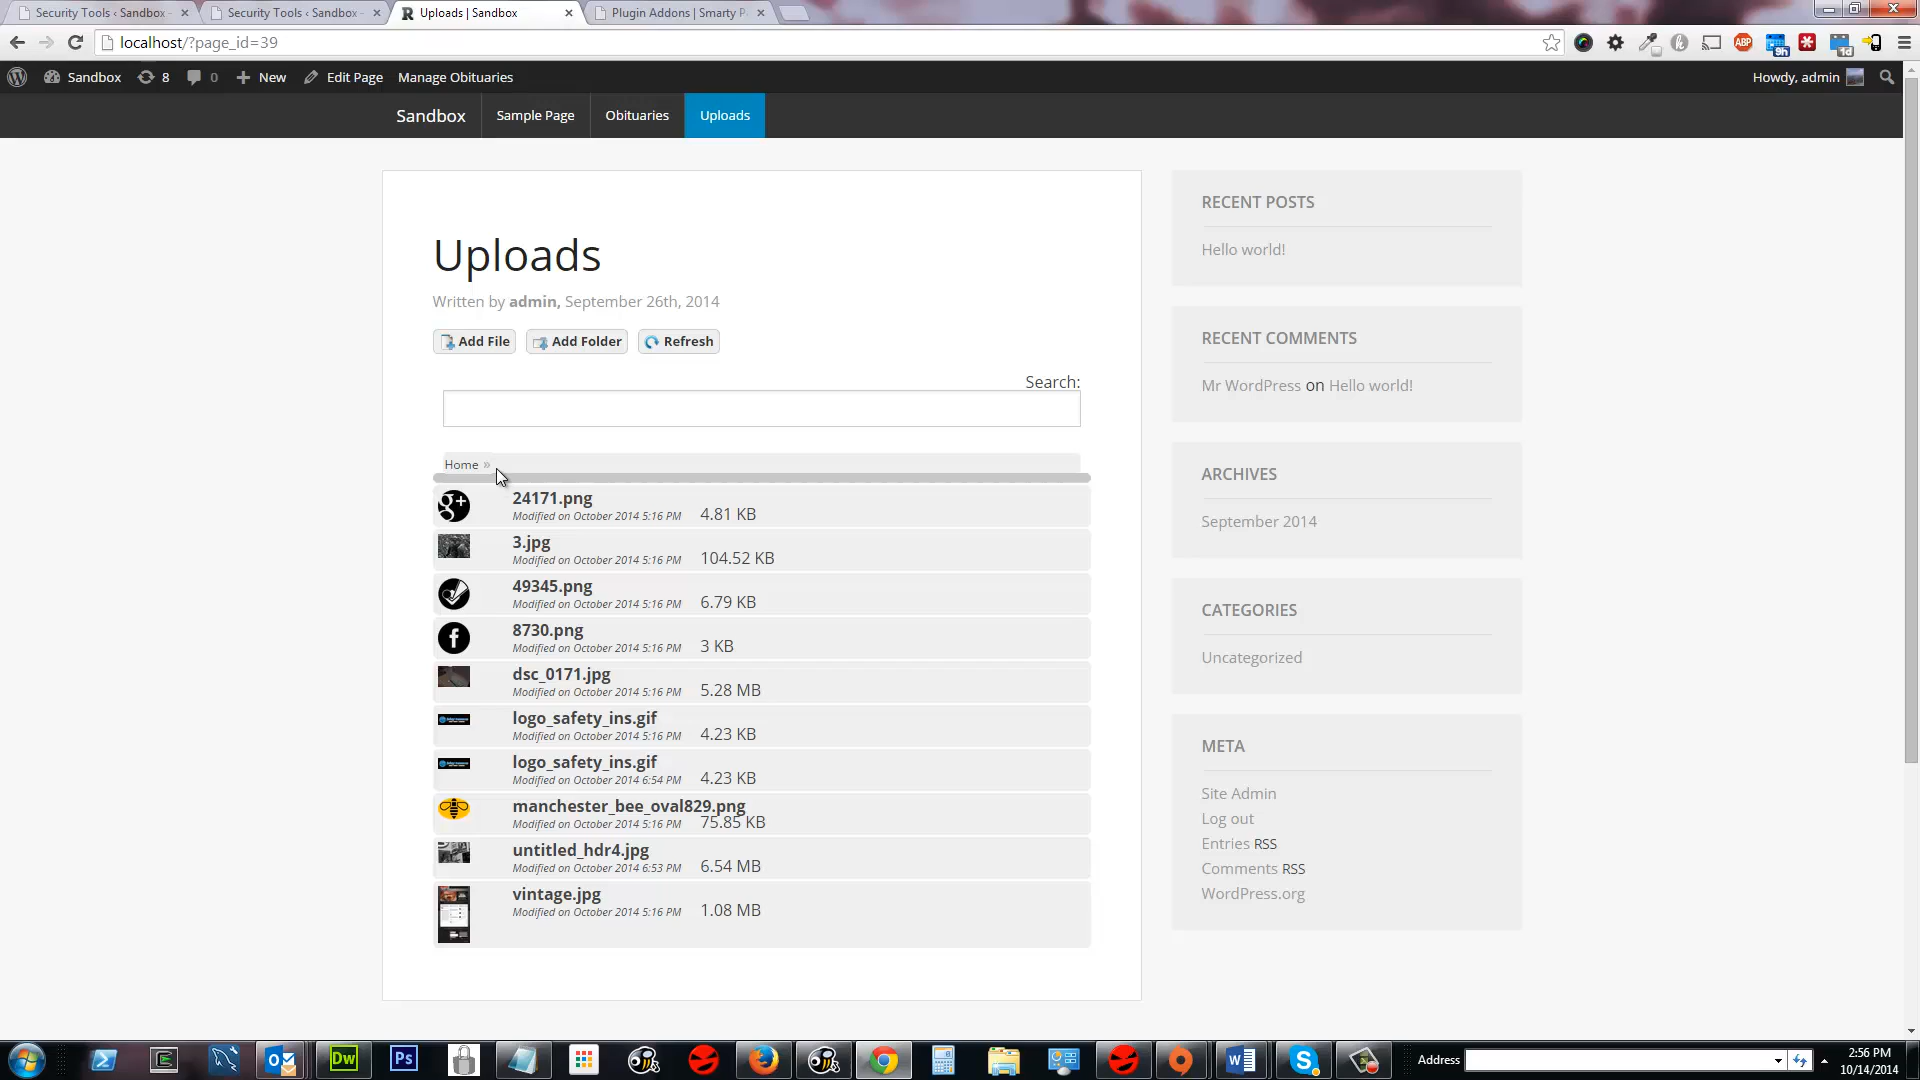 Security Tools ‹ Sandbox -
Security Tools ‹ Sandbox -
Uploads | Sandbox
Plugin Addons | Smarty P
localhost/?page_id=39
ABP
9h
1d
Sandbox
8
0
New
Edit Page
Manage Obituaries
Howdy, admin
Sandbox
Sample Page
Obituaries
Uploads
Uploads
Written by admin, September 26th, 2014
Add File
Add Folder
Refresh
Search:
Home »
24171.png
Modified on October 2014 5:16 PM
4.81 KB
3.jpg
Modified on October 2014 5:16 PM
104.52 KB
49345.png
Modified on October 2014 5:16 PM
6.79 KB
8730.png
Modified on October 2014 5:16 PM
3 KB
dsc_0171.jpg
Modified on October 2014 5:16 PM
5.28 MB
logo_safety_ins.gif
Modified on October 2014 5:16 PM
4.23 KB
logo_safety_ins.gif
Modified on October 2014 6:54 PM
4.23 KB
manchester_bee_oval829.png
Modified on October 2014 5:16 PM
75.85 KB
untitled_hdr4.jpg
Modified on October 2014 6:53 PM
6.54 MB
vintage.jpg
Modified on October 2014 5:16 PM
1.08 MB
RECENT POSTS
Hello world!
RECENT COMMENTS
Mr WordPress on Hello world!
ARCHIVES
September 2014
CATEGORIES
Uncategorized
META
Site Admin
Log out
Entries RSS
Comments RSS
WordPress.org
Dw
Ps
Address
2:56 PM
10/14/2014